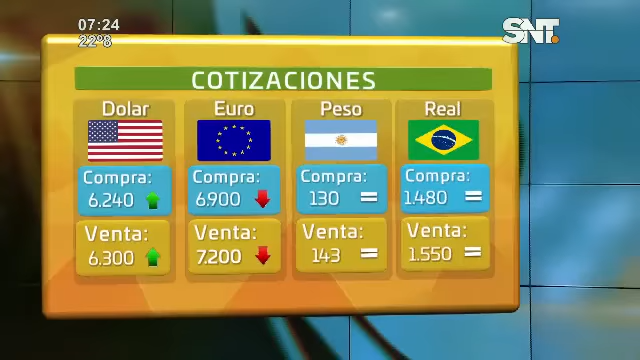 07:24
22°8
SNT.
COTIZACIONES
Dolar Euro Peso Real
Compra: Compra: Compra: Compra:
6.240 6.900 130 1.480
Venta: Venta: Venta: Venta:
6.300 7.200 143 1.550